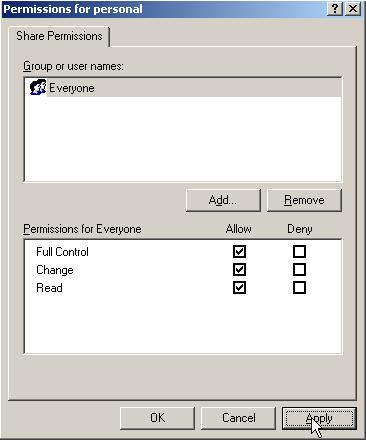 Permissions for personal
Share Permissions
Group or user names:
Everyone
Add... Remove
Permissions for Everyone Allow Deny
Full Control
Change
Read
OK Cancel Apply